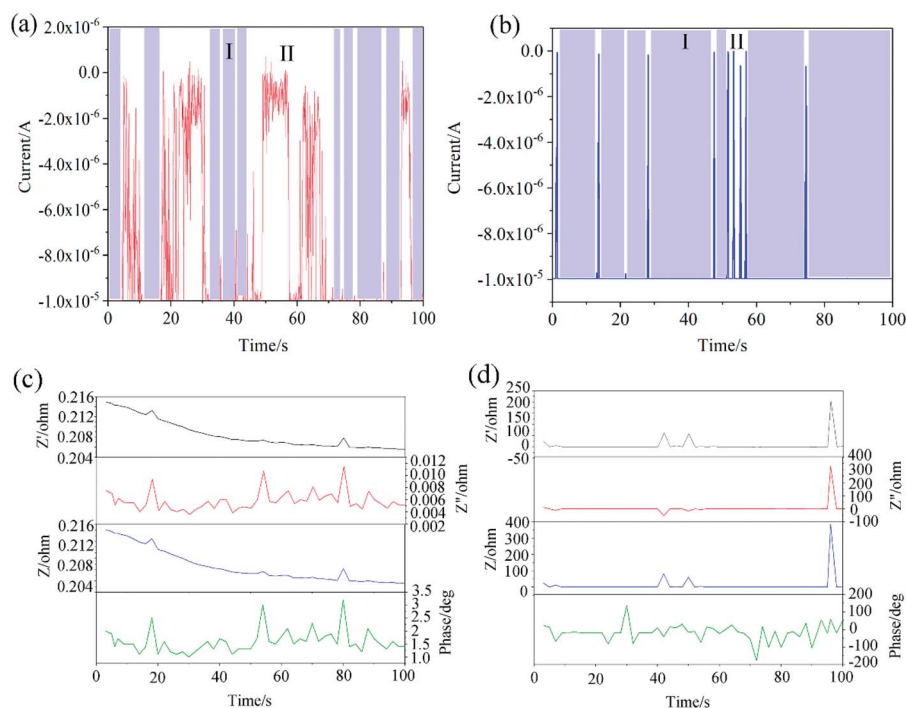 (a)
2.0x10⁻⁶
0.0
-2.0x10⁻⁶
-4.0x10⁻⁶
-6.0x10⁻⁶
-8.0x10⁻⁶
-1.0x10⁻⁵
Current/A
I
II
0 20 40 60 80 100
Time/s
(b)
0.0
-2.0x10⁻⁶
-4.0x10⁻⁶
-6.0x10⁻⁶
-8.0x10⁻⁶
-1.0x10⁻⁵
Current/A
I
II
0 20 40 60 80 100
Time/s
(c)
0.216
0.212
0.208
0.204
Z'/ohm
0.012
0.010
0.008
0.006
0.004
0.002
Z"/ohm
0.216
0.212
0.208
0.204
Z/ohm
3.5
3.0
2.5
2.0
1.5
1.0
Phase/deg
0 20 40 60 80 100
Time/s
(d)
250
200
150
100
50
0
-50
Z'/ohm
400
300
200
100
0
-100
Z"/ohm
400
300
200
100
0
Z/ohm
200
100
0
-100
-200
Phase/deg
0 20 40 60 80 100
Time/s